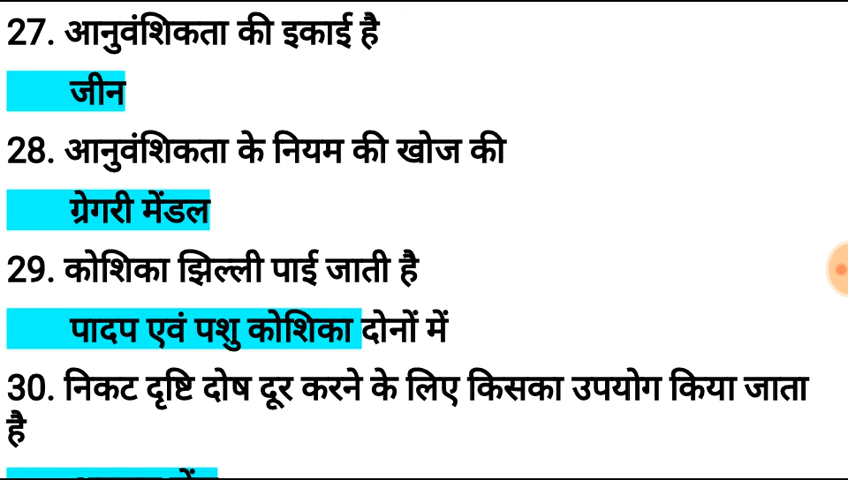 27. आनुवंशिकता की इकाई है
जीन
28. आनुवंशिकता के नियम की खोज की
ग्रेगरी मेंडल
29. कोशिका झिल्ली पाई जाती है
पादप एवं पशु कोशिका दोनों में
30. निकट दृष्टि दोष दूर करने के लिए किसका उपयोग किया जाता
है